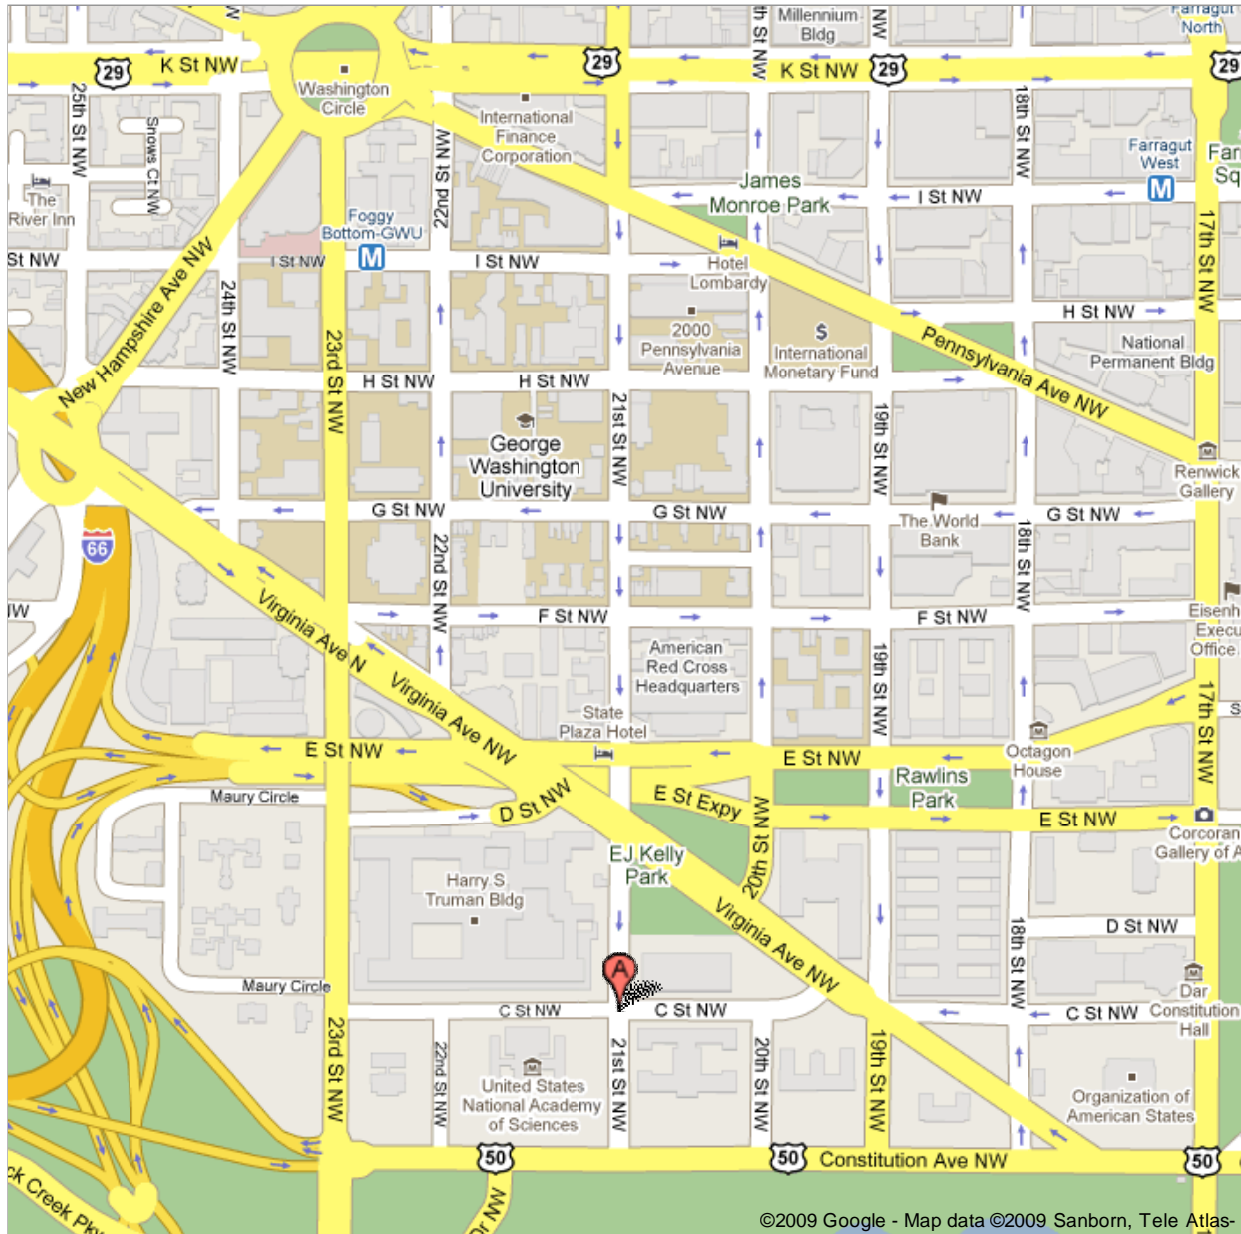 Millennium
Bldg
Farragut
North
NW
29
K St NW
29
K St NW
29
29
Washington
Circle
International
Finance
Corporation
25th St NW
Snows Ct NW
22nd St NW
18th St NW
Farragut
West
M
The
River Inn
James
Monroe Park
I St NW
17th St NW
Foggy
Bottom-GWU
M
St NW
I St NW
I St NW
Hotel
Lombardy
New Hampshire Ave NW
24th St NW
23rd St NW
2000
Pennsylvania
Avenue
$
International
Monetary Fund
H St NW
National
Permanent Bldg
Pennsylvania Ave NW
H St NW
H St NW
21st St NW
19th St NW
George
Washington
University
Renwick
Gallery
G St NW
G St NW
The World
Bank
G St NW
66
22nd St NW
18th St NW
Virginia Ave N
F St NW
F St NW
American
Red Cross
Headquarters
19th St NW
17th St NW
Virginia Ave NW
State
Plaza Hotel
E St NW
E St NW
Octagon
House
Maury Circle
D St NW
E St Expy
Rawlins
Park
20th St NW
E St NW
Corcoran
EJ Kelly
Park
Harry S
Truman Bldg
Virginia Ave NW
18th St NW
D St NW
A
Maury Circle
C St NW
C St NW
C St NW
Dar
Constitution
Hall
23rd St NW
22nd St NW
21st St NW
20th St NW
19th St NW
United States
National Academy
of Sciences
Organization of
American States
50
50
Constitution Ave NW
50
Dr NW
©2009 Google - Map data ©2009 Sanborn, Tele Atlas-